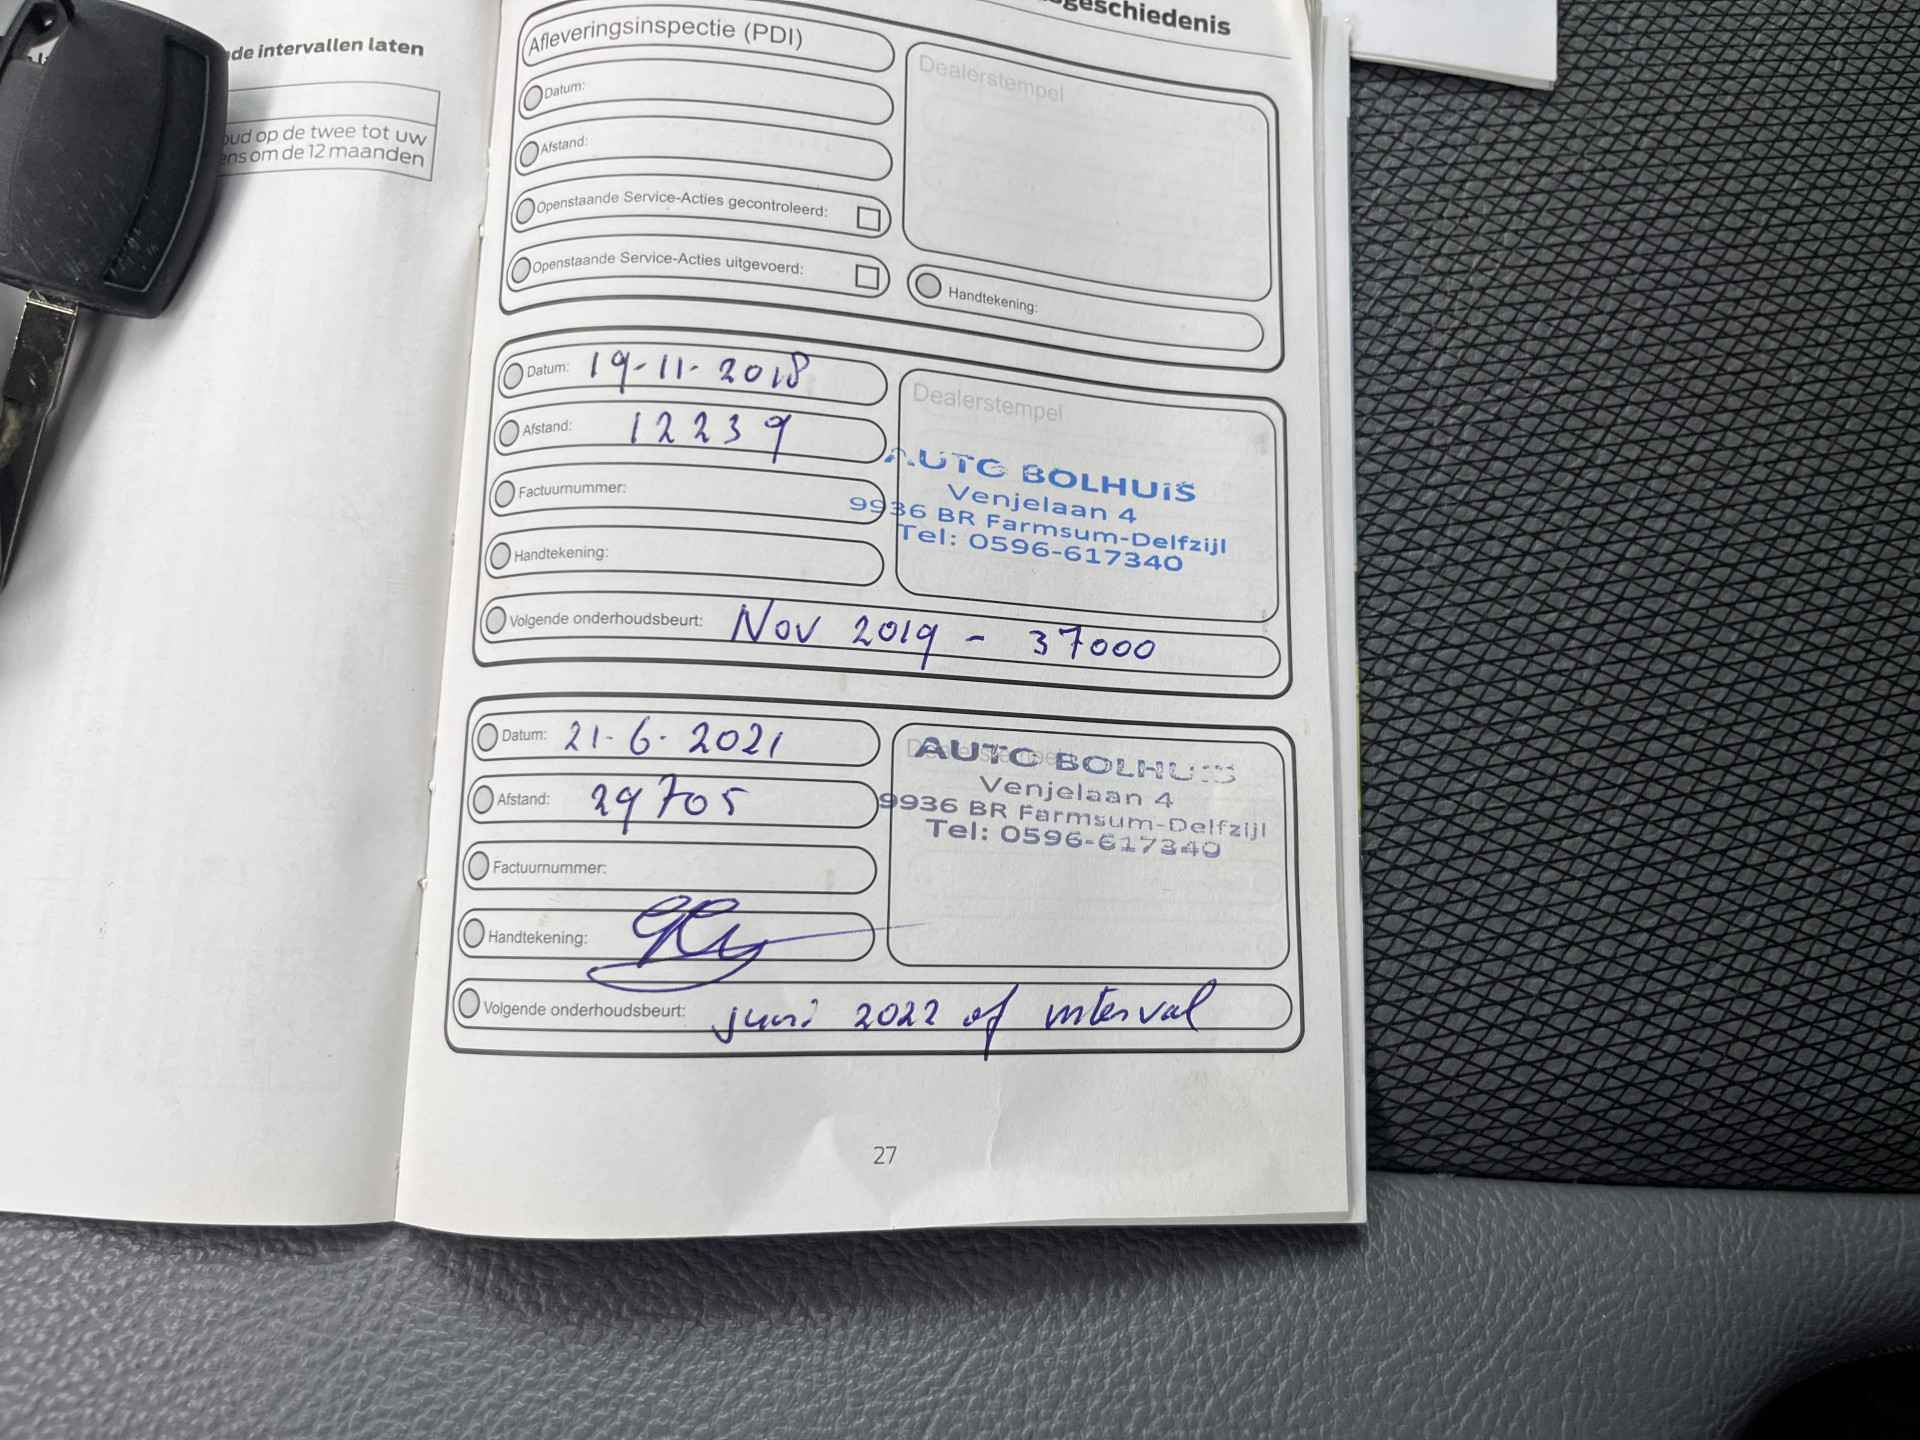 de intervallen laten
oud op de twee tot uw
ens om de 12 maanden
geschiedenis
Afleveringsinspectie (PDI)
Dealerstempel
Datum:
Afstand:
Openstaande Service-Acties gecontroleerd:
Openstaande Service-Acties uitgevoerd:
Handtekening:
Datum: 19-11-2018
Afstand: 12239
Factuurnummer:
Handtekening:
Dealerstempel
AUTO BOLHUiS
Venjelaan 4
9936 BR Farmsum-Delfzijl
Tel: 0596-617340
Volgende onderhoudsbeurt: Nov 2019 - 37000
Datum: 21-6-2021
Afstand: 29705
Factuurnummer:
Handtekening:
AUTO BOLHUiS
Venjelaan 4
9936 BR Farmsum-Delfzijl
Tel: 0596-617340
Volgende onderhoudsbeurt: juni 2022 of interval
27